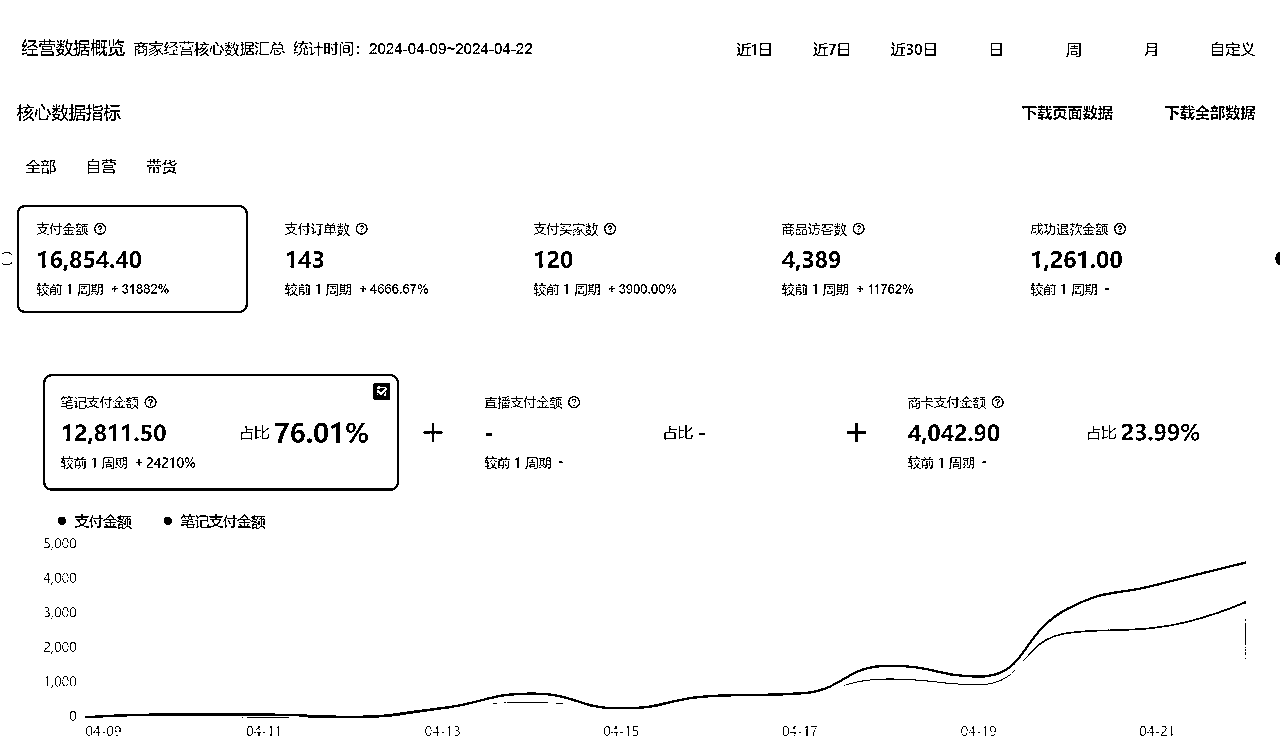 经营数据概览 商家经营核心数据汇总 统计时间：2024-04-09~2024-04-22 近1日 近7日 近30日 日 周 月 自定义
核心数据指标 下载页面数据 下载全部数据
全部 自营 带货
支付金额 支付订单数 支付买家数 商品访客数 成功退款金额
16,854.40 143 120 4,389 1,261.00
较前 1 周期 + 31882% 较前 1 周期 + 4666.67% 较前 1 周期 + 3900.00% 较前 1 周期 + 11762% 较前 1 周期 -
笔记支付金额 直播支付金额 商卡支付金额
12,811.50 占比 76.01% + - 占比 - + 4,042.90 占比 23.99%
较前 1 周期 + 24210% 较前 1 周期 - 较前 1 周期 -
支付金额 笔记支付金额
5,000
4,000
3,000
2,000
1,000
0
04-09 04-11 04-13 04-15 04-17 04-19 04-21